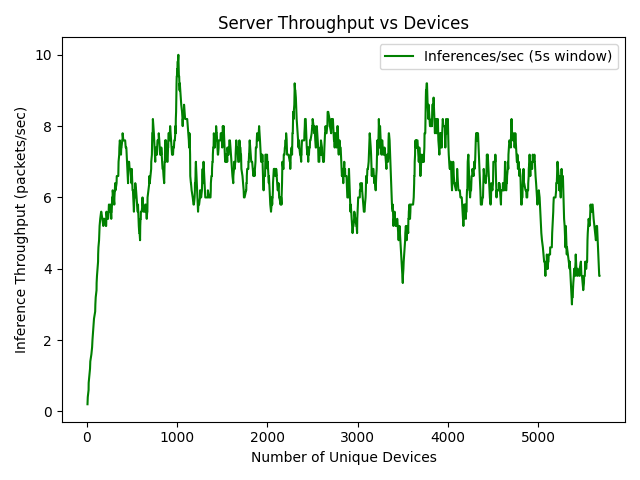 Server Throughput vs Devices
Inferences/sec (5s window)
Inference Throughput (packets/sec)
10
8
6
4
2
0
0 1000 2000 3000 4000 5000
Number of Unique Devices